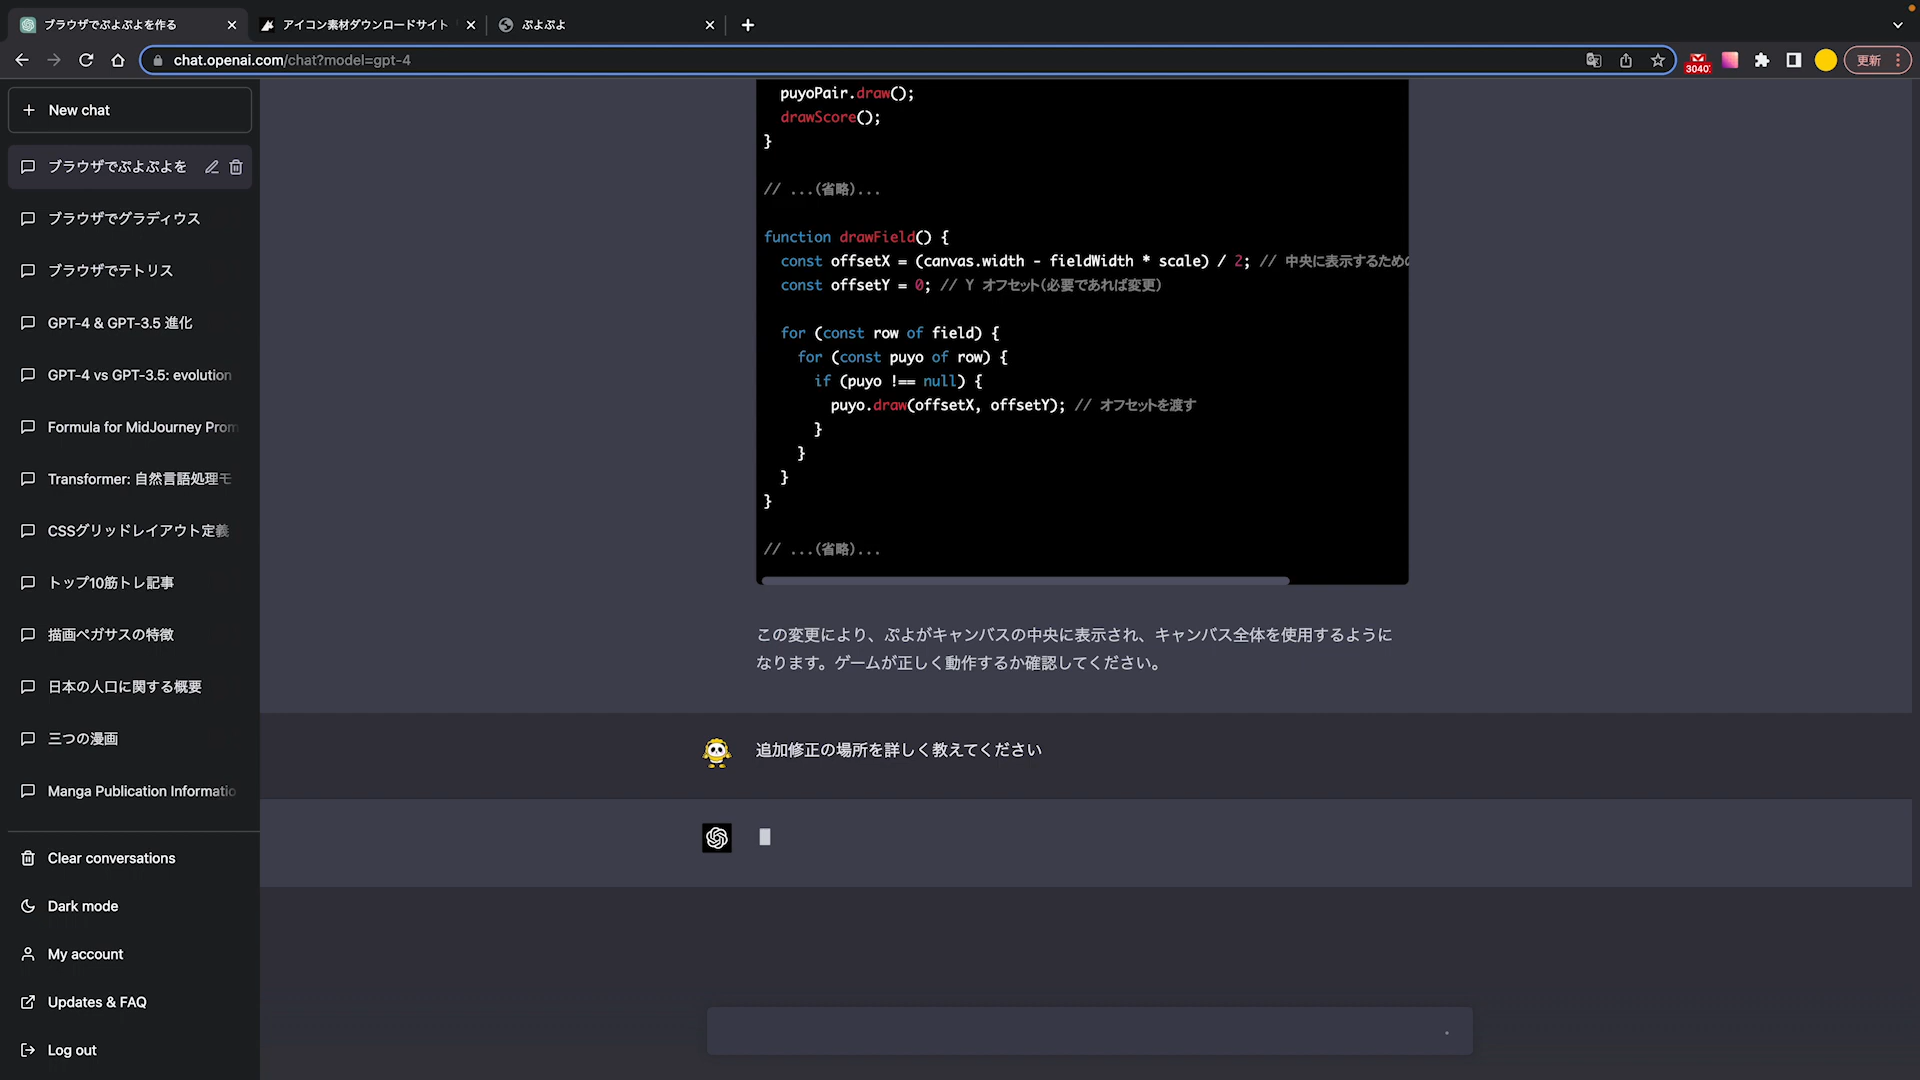 ブラウザでぷよぷよを作る
アイコン素材ダウンロードサイト
ぷよぷよ
chat.openai.com/chat?model=gpt-4
3040
更新
New chat
ブラウザでぷよぷよを
ブラウザでグラディウス
ブラウザでテトリス
GPT-4 & GPT-3.5 進化
GPT-4 vs GPT-3.5: evolution
Formula for MidJourney Prom
Transformer: 自然言語処理モ
CSSグリッドレイアウト定義
トップ10筋トレ記事
描画ペガサスの特徴
日本の人口に関する概要
三つの漫画
Manga Publication Informatio
Clear conversations
Dark mode
My account
Updates & FAQ
Log out
puyoPair.draw();
drawScore();
}
// ...(省略)...
function drawField() {
const offsetX = (canvas.width - fieldWidth * scale) / 2; // 中央に表示するための
const offsetY = 0; // Y オフセット(必要であれば変更)
for (const row of field) {
for (const puyo of row) {
if (puyo !== null) {
puyo.draw(offsetX, offsetY); // オフセットを渡す
}
}
}
}
// ...(省略)...
この変更により、ぷよがキャンバスの中央に表示され、キャンバス全体を使用するように
なります。ゲームが正しく動作するか確認してください。
追加修正の場所を詳しく教えてください